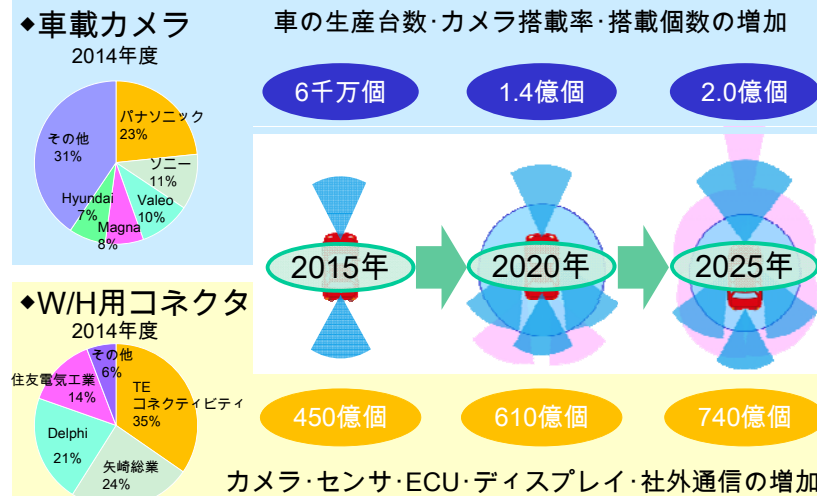 ◆車載カメラ
2014年度
パナソニック
23%
ソニー
11%
Valeo
10%
Magna
8%
Hyundai
7%
その他
31%
車の生産台数･カメラ搭載率･搭載個数の増加
6千万個
1.4億個
2.0億個
2015年
2020年
2025年
◆W/H用コネクタ
2014年度
TE
コネクティビティ
35%
矢崎総業
24%
Delphi
21%
住友電気工業
14%
その他
6%
450億個
610億個
740億個
カメラ･センサ･ECU･ディスプレイ･社外通信の増加